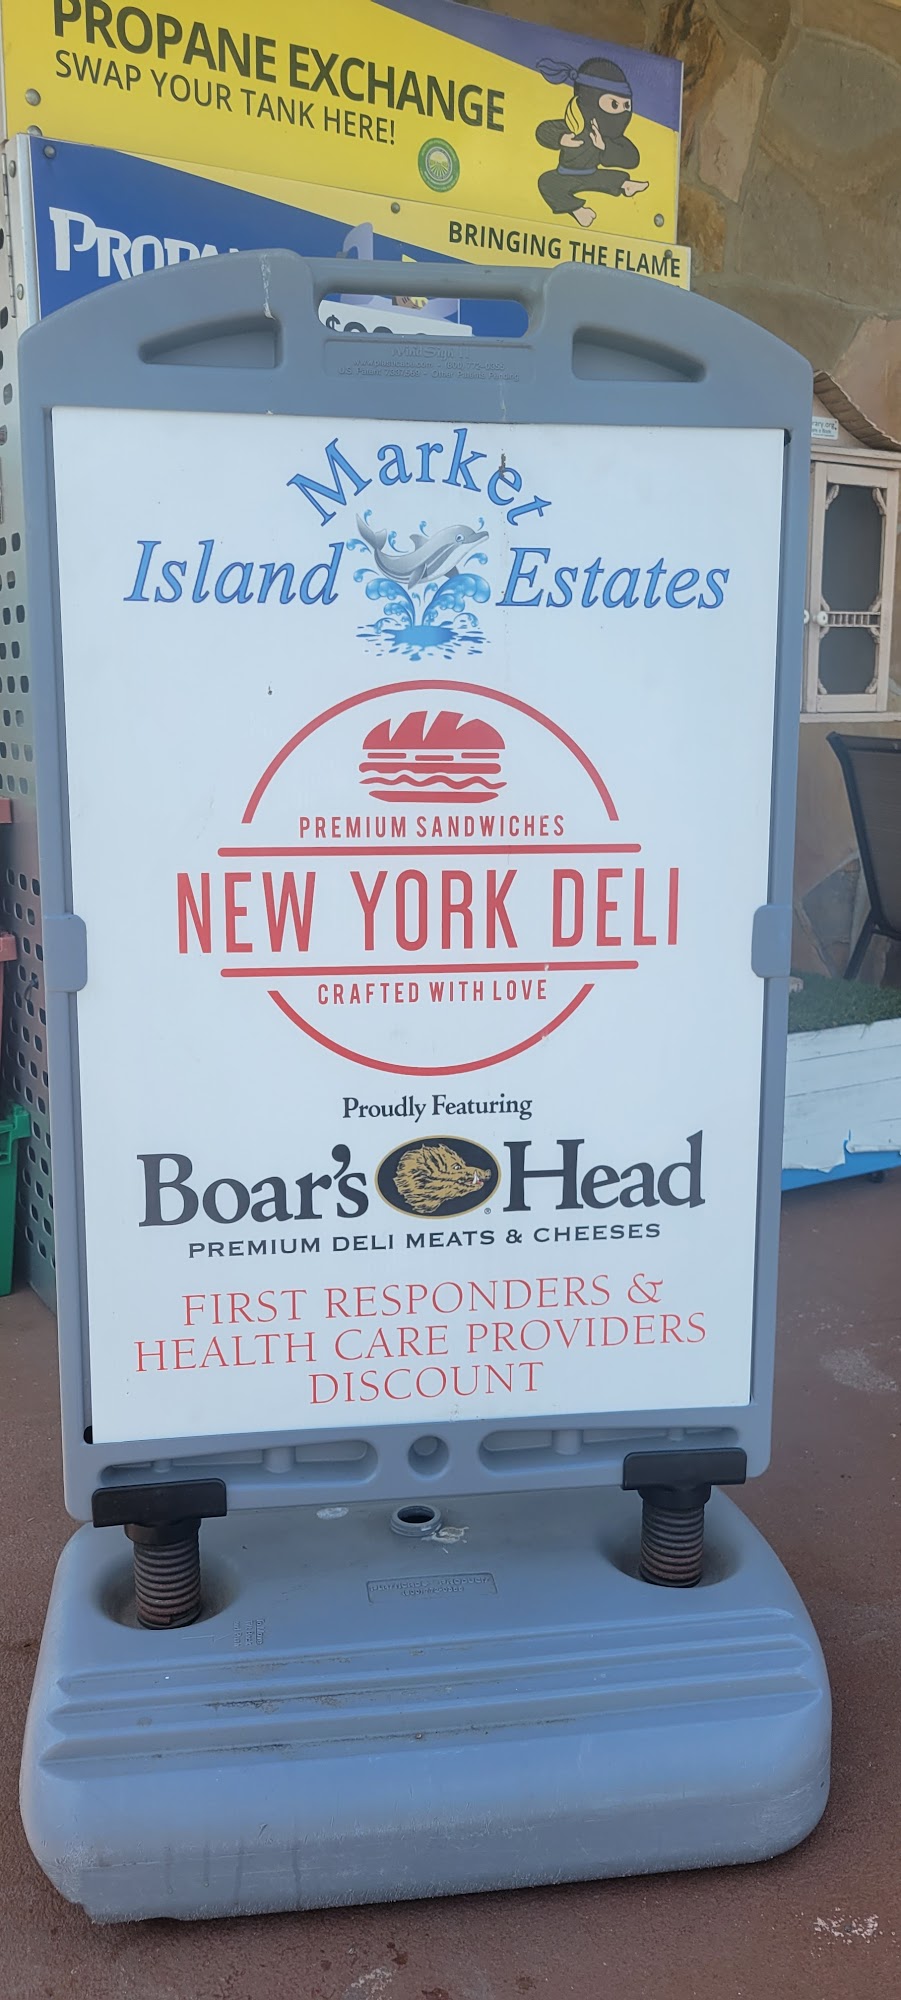 PROPANE EXCHANGE
SWAP YOUR TANK HERE!
BRINGING THE FLAME
Market
Island Estates
PREMIUM SANDWICHES
NEW YORK DELI
CRAFTED WITH LOVE
Proudly Featuring
Boar's Head
PREMIUM DELI MEATS & CHEESES
FIRST RESPONDERS &
HEALTH CARE PROVIDERS
DISCOUNT